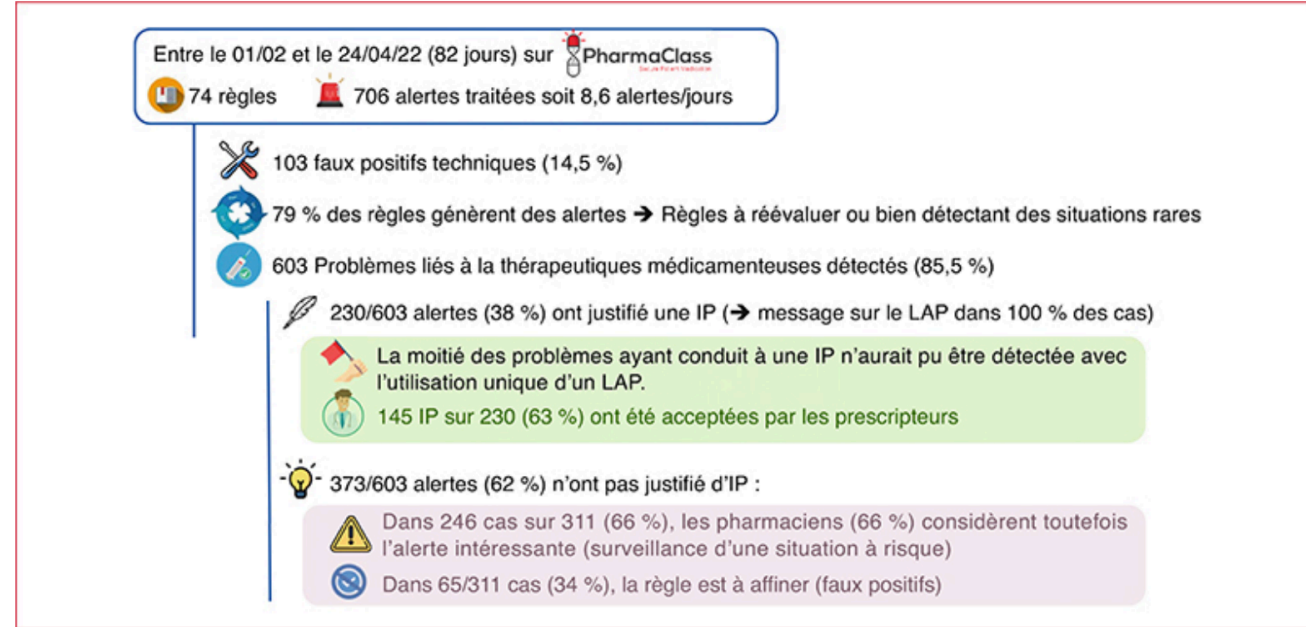 Entre le 01/02 et le 24/04/22 (82 jours) sur PharmaClass
74 règles 706 alertes traitées soit 8,6 alertes/jours
103 faux positifs techniques (14,5 %)
79 % des règles génèrent des alertes ➔ Règles à réévaluer ou bien détectant des situations rares
603 Problèmes liés à la thérapeutiques médicamenteuses détectés (85,5 %)
230/603 alertes (38 %) ont justifié une IP (➔ message sur le LAP dans 100 % des cas)
La moitié des problèmes ayant conduit à une IP n'aurait pu être détectée avec
l'utilisation unique d'un LAP.
145 IP sur 230 (63 %) ont été acceptées par les prescripteurs
373/603 alertes (62 %) n'ont pas justifié d'IP :
Dans 246 cas sur 311 (66 %), les pharmaciens (66 %) considèrent toutefois
l'alerte intéressante (surveillance d'une situation à risque)
Dans 65/311 cas (34 %), la règle est à affiner (faux positifs)